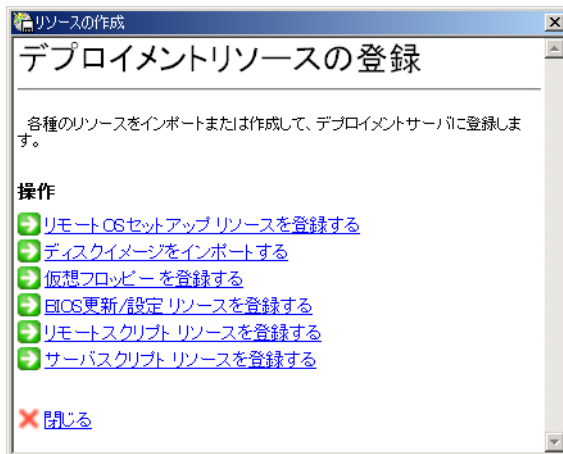 リソースの作成
デプロイメントリソースの登録
各種のリソースをインポートまたは作成して、デプロイメントサーバに登録しま
す。
操作
リモートOSセットアップ リソースを登録する
ディスクイメージをインポートする
仮想フロッピー を登録する
BIOS更新/設定 リソースを登録する
リモートスクリプト リソースを登録する
サーバスクリプト リソースを登録する
閉じる